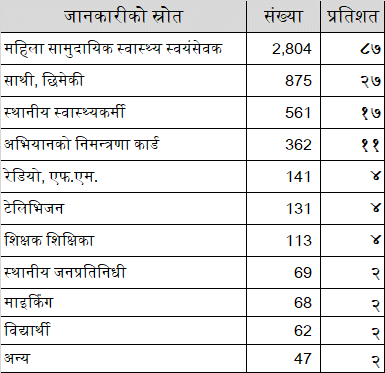 जानकारीको स्रोत संख्या प्रतिशत
महिला सामुदायिक स्वास्थ्य स्वयंसेवक 2,804 ८७
साथी, छिमेकी 875 २७
स्थानीय स्वास्थ्यकर्मी 561 १७
अभियानको निमन्त्रणा कार्ड 362 ११
रेडियो, एफ.एम. 141 ४
टेलिभिजन 131 ४
शिक्षक शिक्षिका 113 ४
स्थानीय जनप्रतिनिधी 69 २
माइकिंग 68 २
विद्यार्थी 62 २
अन्य 47 २